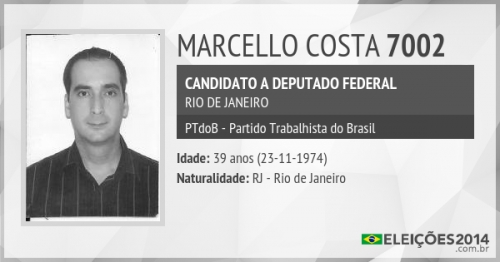 MARCELLO COSTA 7002
CANDIDATO A DEPUTADO FEDERAL
RIO DE JANEIRO
PTdoB - Partido Trabalhista do Brasil
Idade: 39 anos (23-11-1974)
Naturalidade: RJ - Rio de Janeiro
ELEIÇÕES2014
.com.br